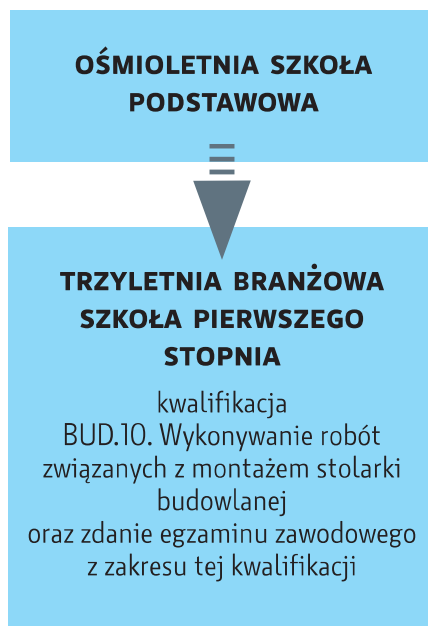 OŚMIOLETNIA SZKOŁA
PODSTAWOWA
TRZYLETNIA BRANŻOWA
SZKOŁA PIERWSZEGO
STOPNIA
kwalifikacja
BUD.10. Wykonywanie robót
związanych z montażem stolarki
budowlanej
oraz zdanie egzaminu zawodowego
z zakresu tej kwalifikacji